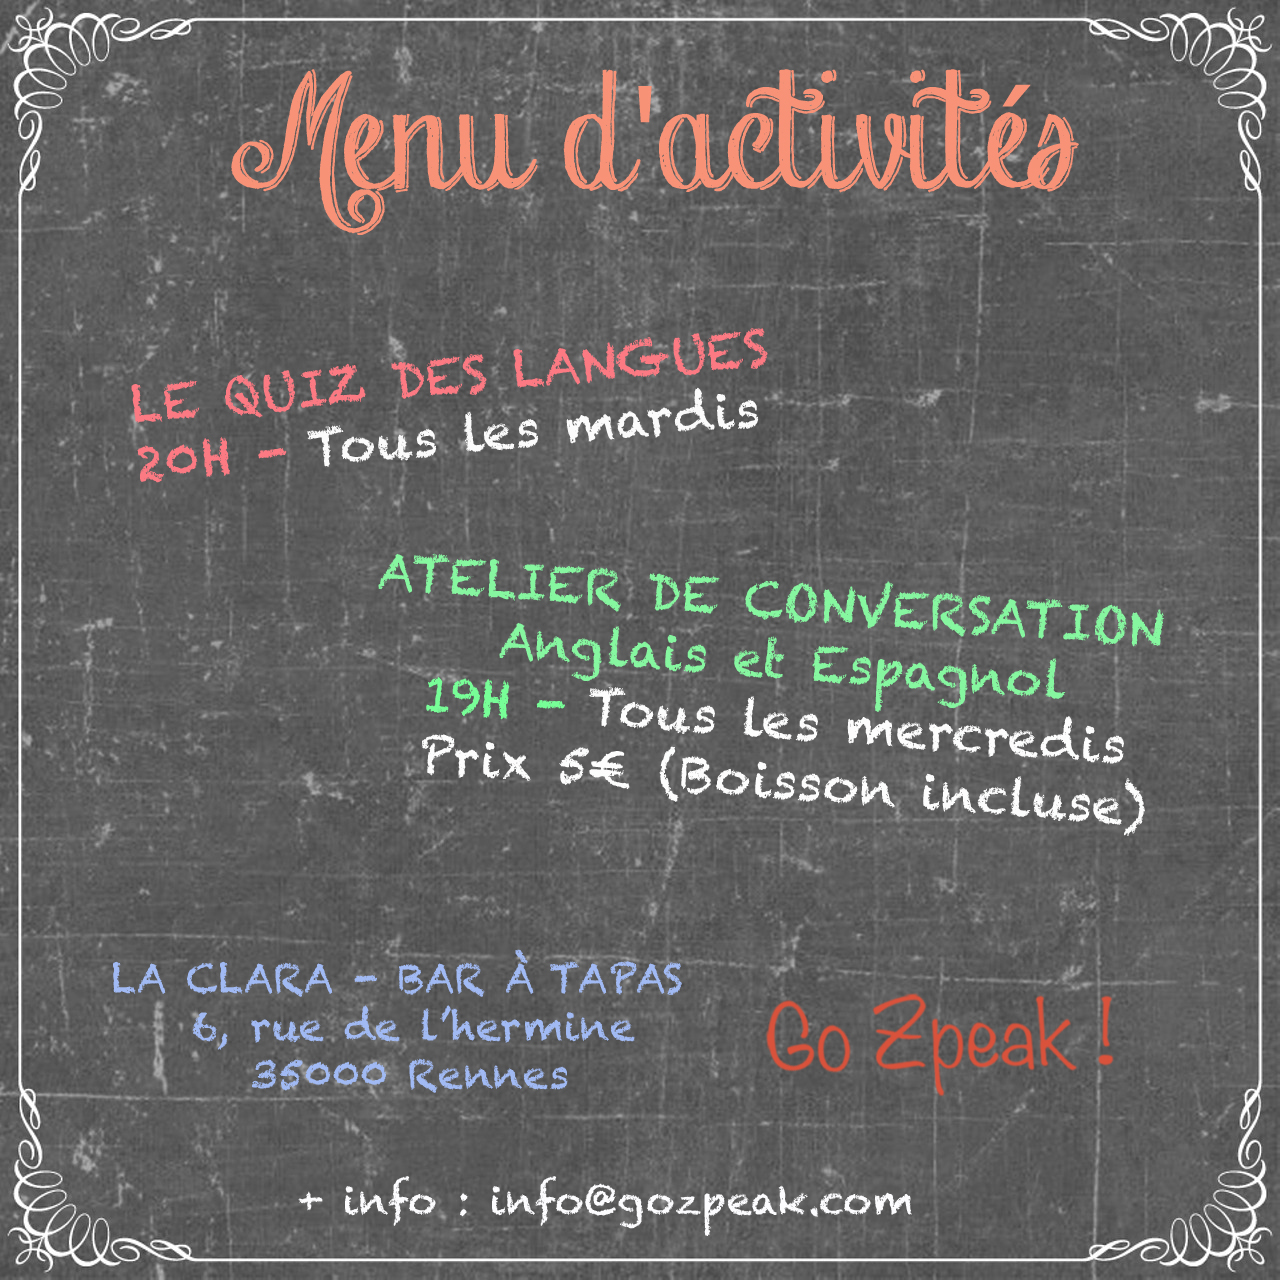 Menu d'activités
LE QUIZ DES LANGUES
20H - Tous les mardis
ATELIER DE CONVERSATION
Anglais et Espagnol
19H - Tous les mercredis
Prix 5€ (Boisson incluse)
LA CLARA - BAR À TAPAS
6, rue de l'hermine
35000 Rennes
Go Zpeak !
+ info : info@gozpeak.com